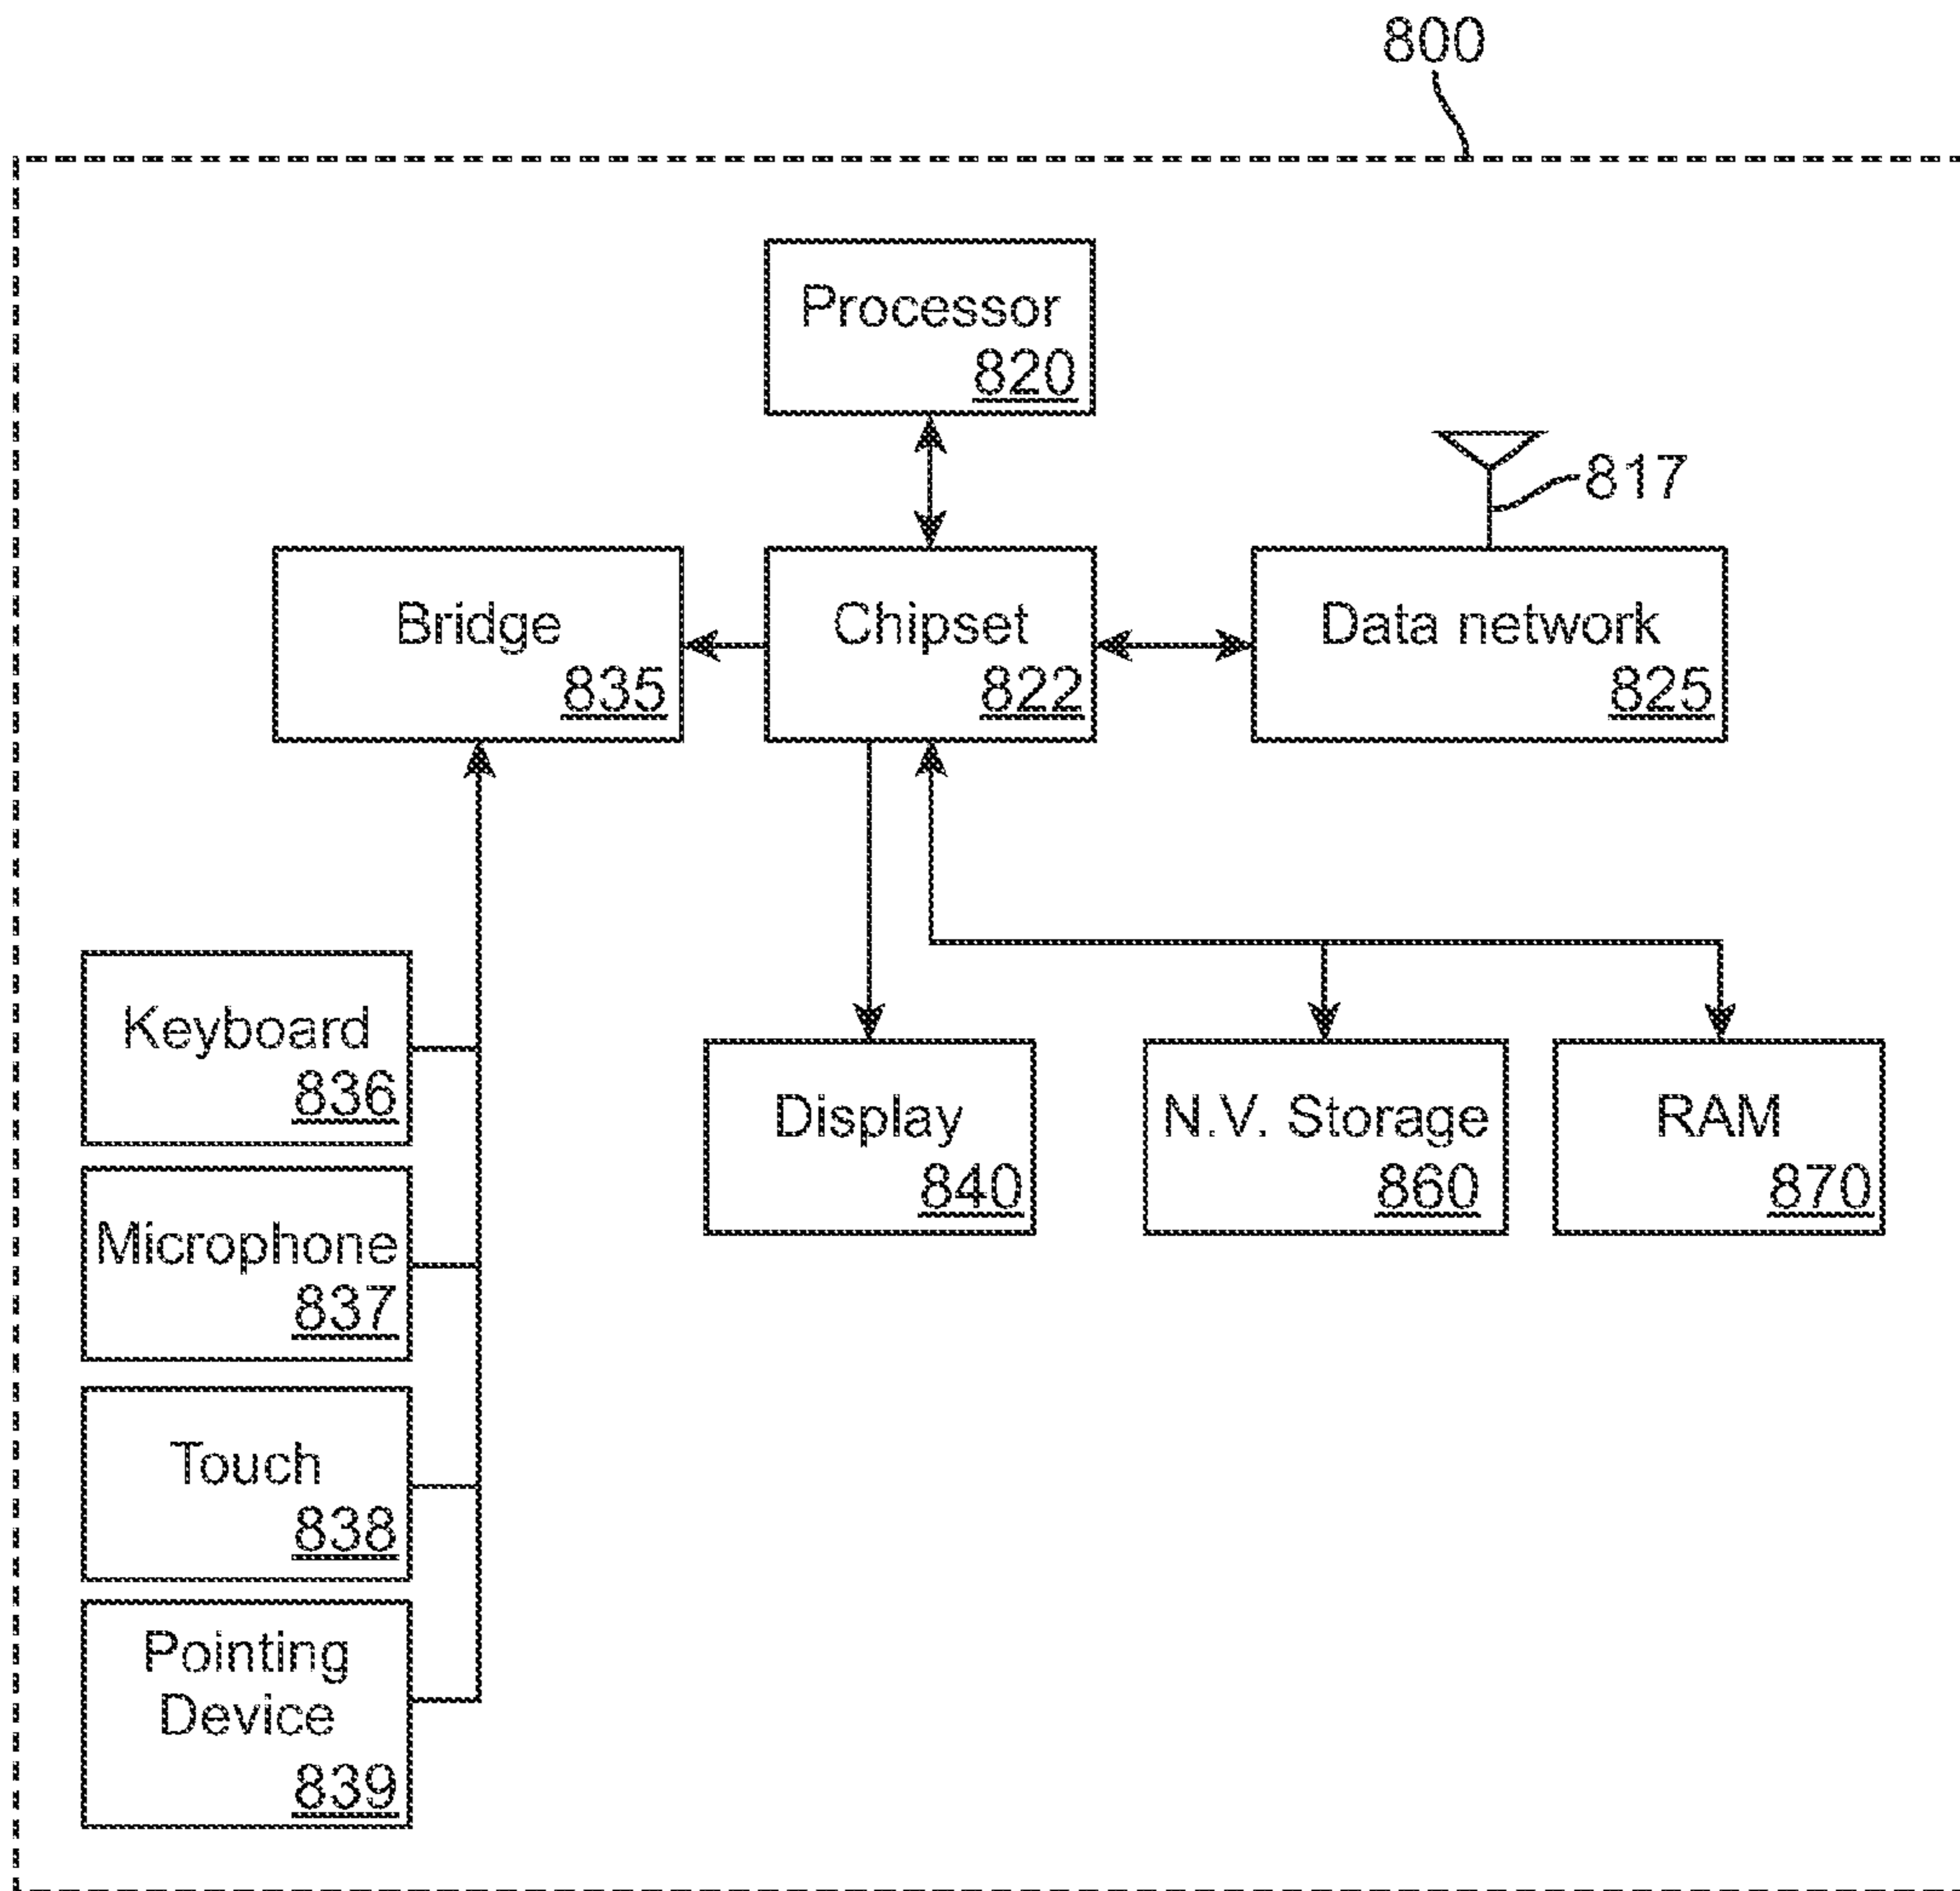 800
Processor
820
817
Bridge
835
Chipset
822
Data network
825
Keyboard
836
Display
840
N.V. Storage
860
RAM
870
Microphone
837
Touch
838
Pointing
Device
839